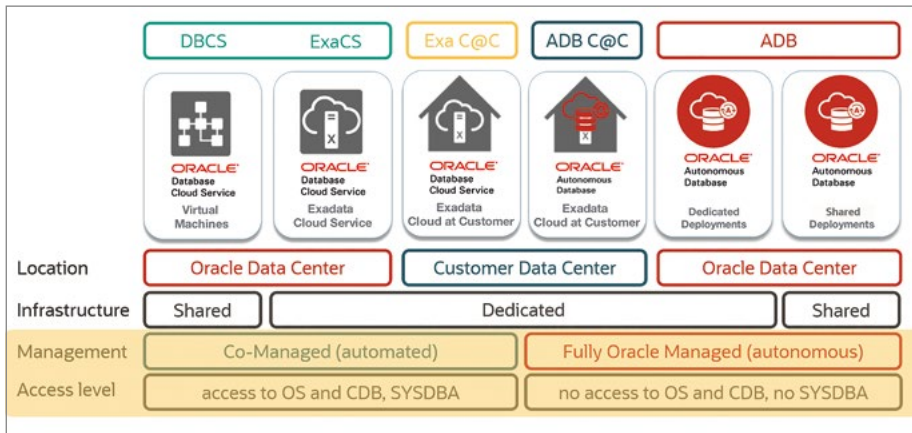 DBCS ExaCS Exa C@C ADB C@C ADB
X X X A A A
ORACLE' ORACLE' ORACLE' ORACLE' ORACLE' ORACLE'
Database Database Database Autonomous Autonomous Autonomous
Cloud Service Cloud Service Cloud Service Database Database Database
Virtual Exadata Exadata Exadata Dedicated Shared
Machines Cloud Service Cloud at Customer Cloud at Customer Deployments Deployments
Location Oracle Data Center Customer Data Center Oracle Data Center
Infrastructure Shared Dedicated Shared
Management Co-Managed (automated) Fully Oracle Managed (autonomous)
Access level access to OS and CDB, SYSDBA no access to OS and CDB, no SYSDBA